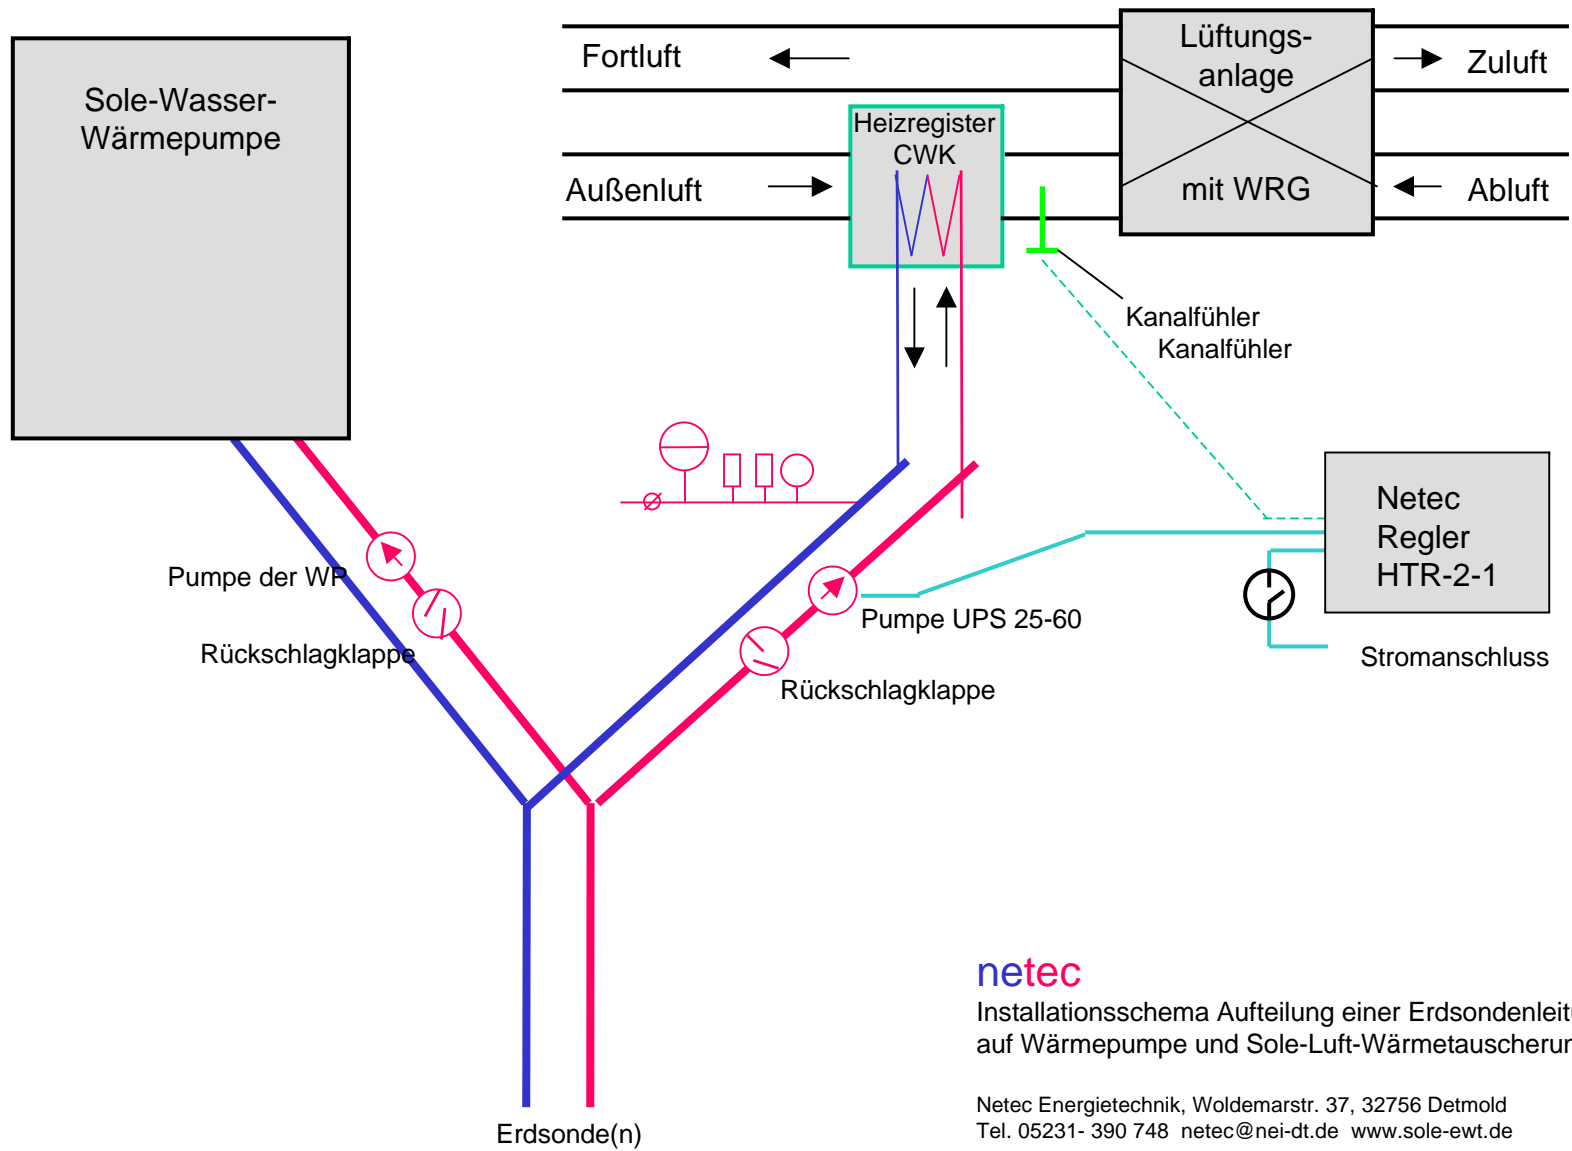 Sole-Wasser-
Wärmepumpe
Fortluft
Lüftungs-
anlage
mit WRG
Zuluft
Heizregister
CWK
Außenluft
Abluft
Kanalfühler
Kanalfühler
Netec
Regler
HTR-2-1
Pumpe der WP
Rückschlagklappe
Pumpe UPS 25-60
Rückschlagklappe
Stromanschluss
Erdsonde(n)
netec
Installationsschema Aufteilung einer Erdsondenleitu
auf Wärmepumpe und Sole-Luft-Wärmetauscherun
Netec Energietechnik, Woldemarstr. 37, 32756 Detmold
Tel. 05231- 390 748 netec@nei-dt.de www.sole-ewt.de